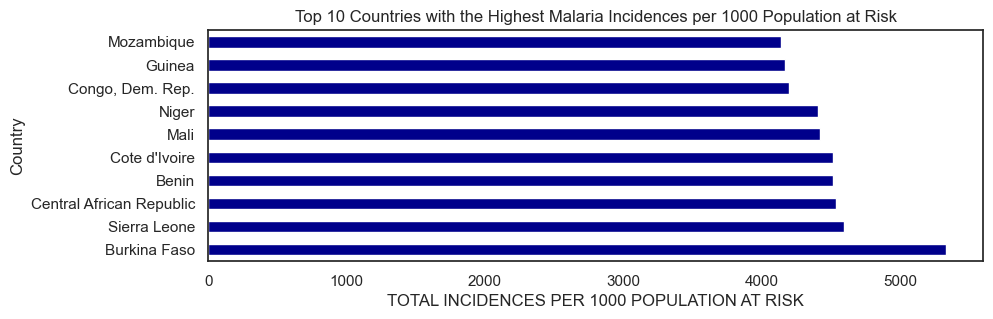 Top 10 Countries with the Highest Malaria Incidences per 1000 Population at Risk
Country
Mozambique
Guinea
Congo, Dem. Rep.
Niger
Mali
Cote d'Ivoire
Benin
Central African Republic
Sierra Leone
Burkina Faso
0 1000 2000 3000 4000 5000
TOTAL INCIDENCES PER 1000 POPULATION AT RISK